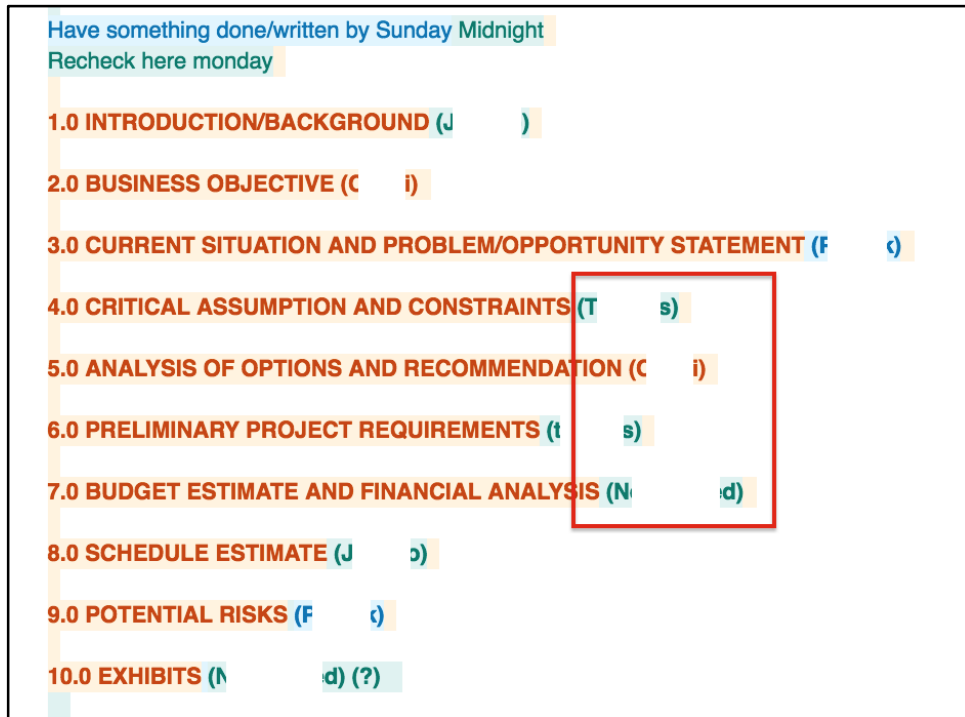 Have something done/written by Sunday Midnight
Recheck here monday
1.0 INTRODUCTION/BACKGROUND (J )
2.0 BUSINESS OBJECTIVE ( i)
3.0 CURRENT SITUATION AND PROBLEM/OPPORTUNITY STATEMENT ( )
4.0 CRITICAL ASSUMPTION AND CONSTRAINTS (T s)
5.0 ANALYSIS OF OPTIONS AND RECOMMENDATION ( i)
6.0 PRELIMINARY PROJECT REQUIREMENTS (t s)
7.0 BUDGET ESTIMATE AND FINANCIAL ANALYSIS (N ed)
8.0 SCHEDULE ESTIMATE (J o)
9.0 POTENTIAL RISKS ( )
10.0 EXHIBITS (N ed) (?)